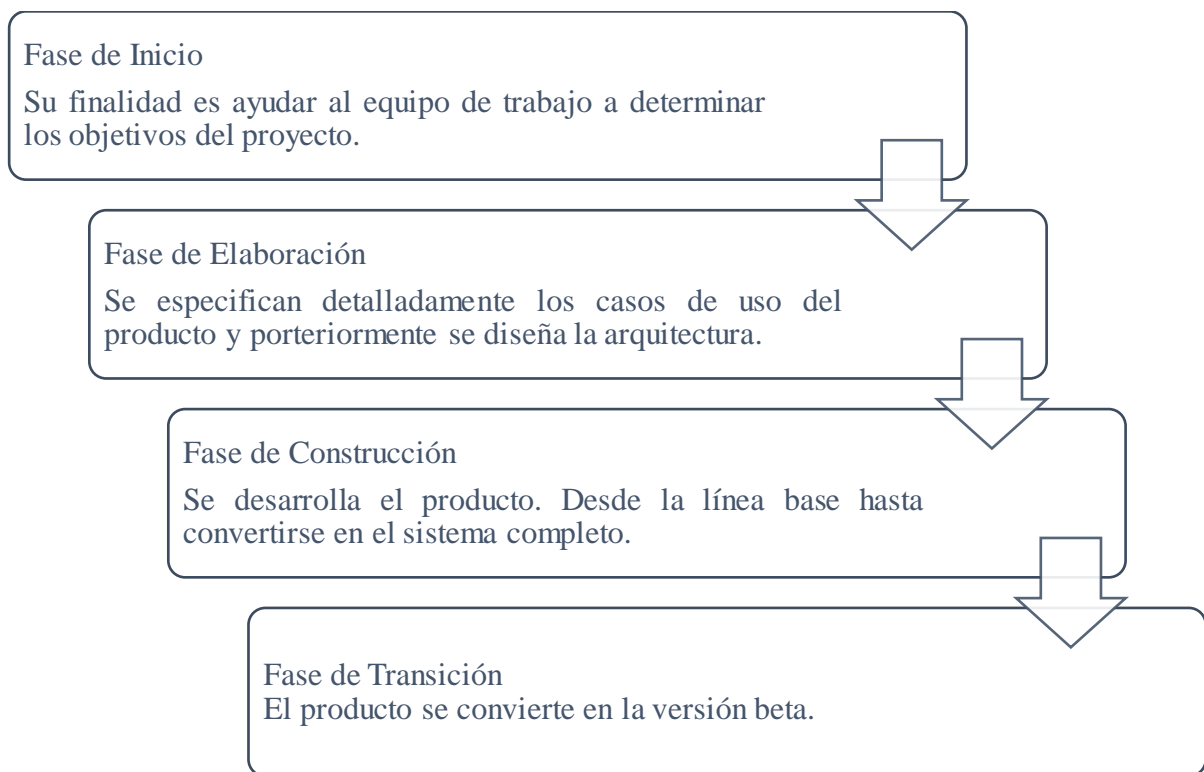 Fase de Inicio
Su finalidad es ayudar al equipo de trabajo a determinar
los objetivos del proyecto.
Fase de Elaboración
Se especifican detalladamente los casos de uso del
producto y porteriormente se diseña la arquitectura.
Fase de Construcción
Se desarrolla el producto. Desde la línea base hasta
convertirse en el sistema completo.
Fase de Transición
El producto se convierte en la versión beta.